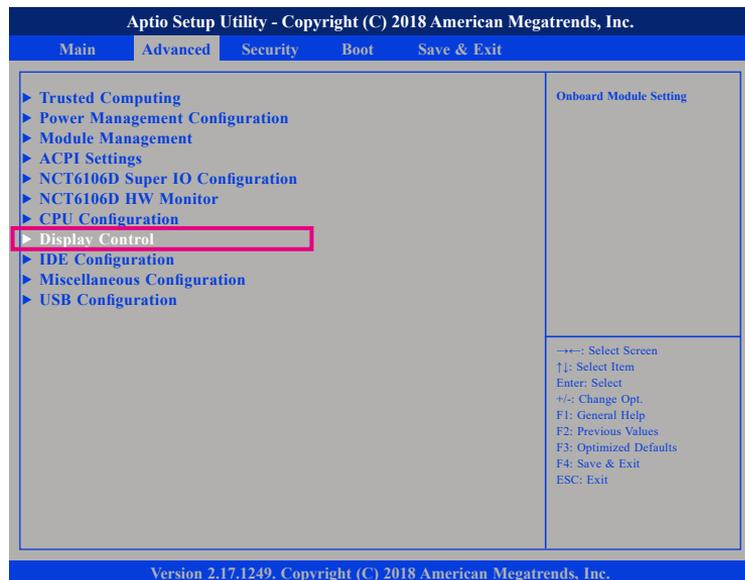 Aptio Setup Utility - Copyright (C) 2018 American Megatrends, Inc.
Main Advanced Security Boot Save & Exit
▶ Trusted Computing
▶ Power Management Configuration
▶ Module Management
▶ ACPI Settings
▶ NCT6106D Super IO Configuration
▶ NCT6106D HW Monitor
▶ CPU Configuration
▶ Display Control
▶ IDE Configuration
▶ Miscellaneous Configuration
▶ USB Configuration
Onboard Module Setting
→←: Select Screen
↑↓: Select Item
Enter: Select
+/-: Change Opt.
F1: General Help
F2: Previous Values
F3: Optimized Defaults
F4: Save & Exit
ESC: Exit
Version 2.17.1249. Copyright (C) 2018 American Megatrends, Inc.